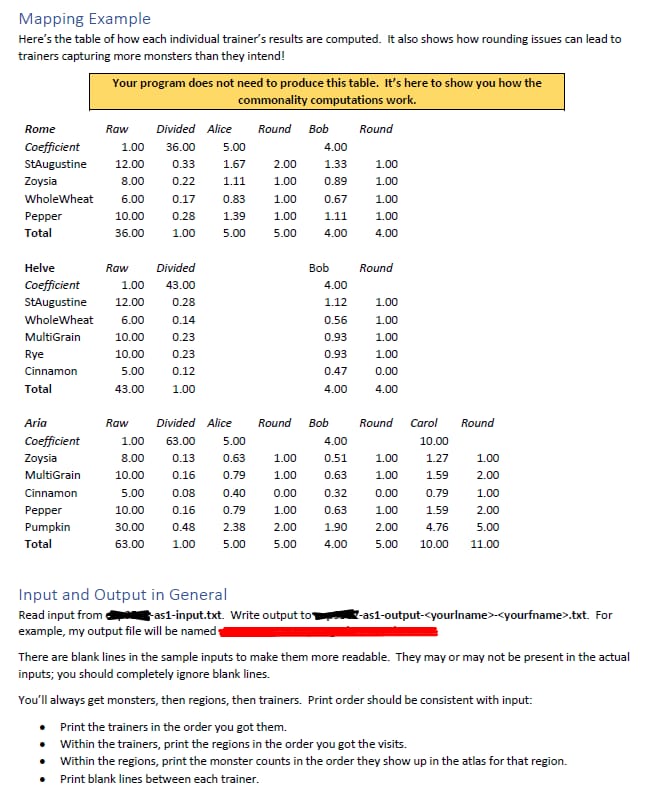 Mapping Example
Here's the table of how each individual trainer's results are computed. It also shows how rounding issues can lead to
trainers capturing more monsters than they intend!
Your program does not need to produce this table. It's here to show you how the
commonality computations work.
Rome Raw Divided Alice Round Bob Round
Coefficient 1.00 36.00 5.00 4.00
StAugustine 12.00 0.33 1.67 2.00 1.33 1.00
Zoysia 8.00 0.22 1.11 1.00 0.89 1.00
WholeWheat 6.00 0.17 0.83 1.00 0.67 1.00
Pepper 10.00 0.28 1.39 1.00 1.11 1.00
Total 36.00 1.00 5.00 5.00 4.00 4.00
Helve Raw Divided Bob Round
Coefficient 1.00 43.00 4.00
StAugustine 12.00 0.28 1.12 1.00
WholeWheat 6.00 0.14 0.56 1.00
MultiGrain 10.00 0.23 0.93 1.00
Rye 10.00 0.23 0.93 1.00
Cinnamon 5.00 0.12 0.47 0.00
Total 43.00 1.00 4.00 4.00
Aria Raw Divided Alice Round Bob Round Carol Round
Coefficient 1.00 63.00 5.00 4.00 10.00
Zoysia 8.00 0.13 0.63 1.00 0.51 1.00 1.27 1.00
MultiGrain 10.00 0.16 0.79 1.00 0.63 1.00 1.59 2.00
Cinnamon 5.00 0.08 0.40 0.00 0.32 0.00 0.79 1.00
Pepper 10.00 0.16 0.79 1.00 0.63 1.00 1.59 2.00
Pumpkin 30.00 0.48 2.38 2.00 1.90 2.00 4.76 5.00
Total 63.00 1.00 5.00 5.00 4.00 5.00 10.00 11.00
Input and Output in General
Read input from -as1-input.txt. Write output to -as1-output-<yourlname>-<yourfname>.txt. For
example, my output file will be named
There are blank lines in the sample inputs to make them more readable. They may or may not be present in the actual
inputs; you should completely ignore blank lines.
You'll always get monsters, then regions, then trainers. Print order should be consistent with input:
• Print the trainers in the order you got them.
• Within the trainers, print the regions in the order you got the visits.
• Within the regions, print the monster counts in the order they show up in the atlas for that region.
• Print blank lines between each trainer.